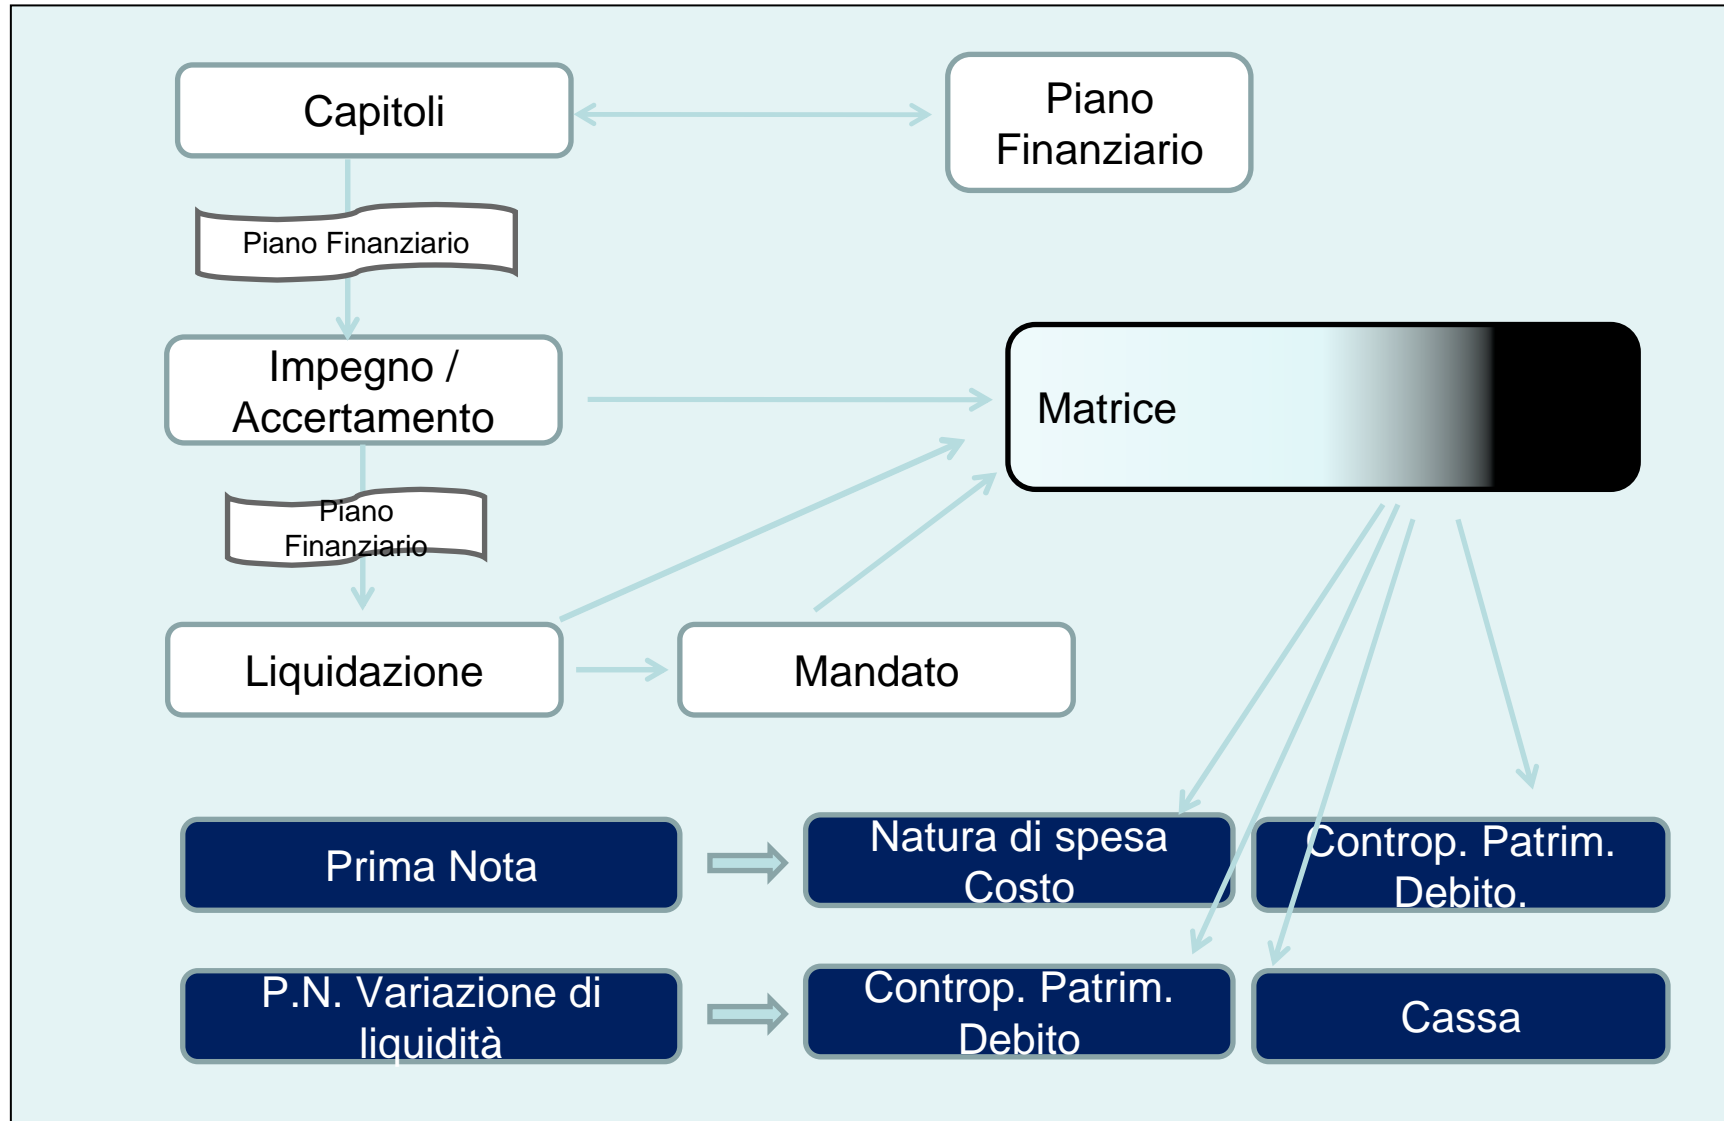 Capitoli
Piano
Finanziario
Piano Finanziario
Impegno /
Accertamento
Matrice
Piano
Finanziario
Liquidazione
Mandato
Prima Nota
Natura di spesa
Costo
Controp. Patrim.
Debito.
P.N. Variazione di
liquidità
Controp. Patrim.
Debito
Cassa